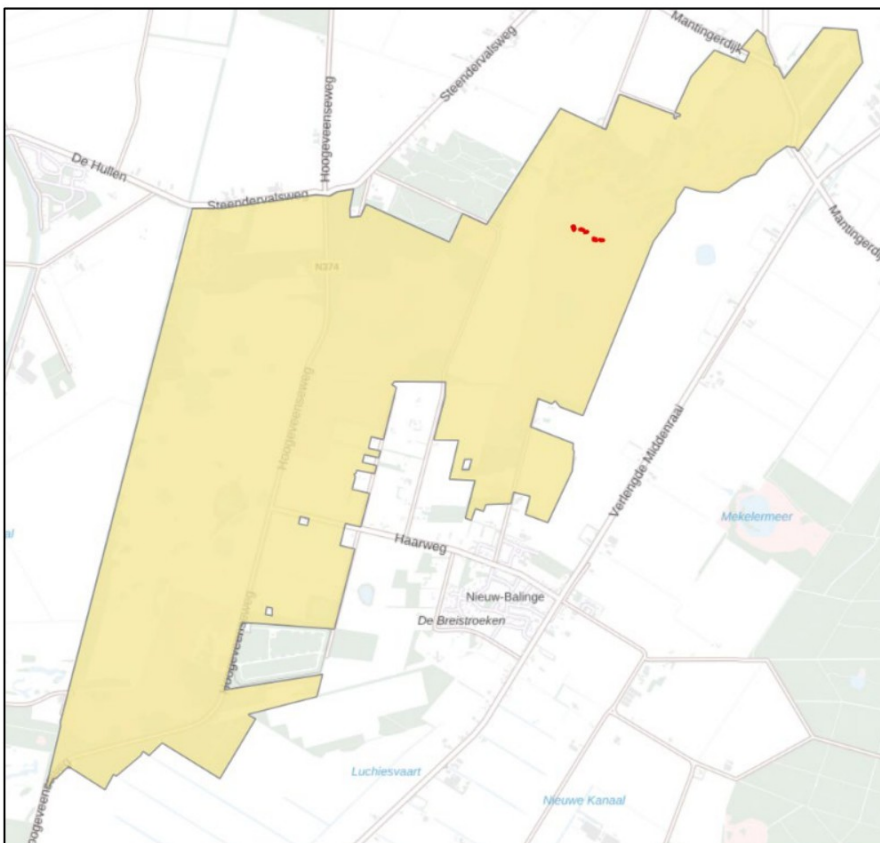 Mantingerdijk
Steendervalsweg
Hoogeveenseweg
De Hullen
Steendervalsweg
Mantingerdijk
N374
Hoogeveenseweg
Verlengde Middenraai
Mekelermeer
Haarweg
Nieuw-Balinge
De Breistroeken
Hoogeveenseweg
Luchiesvaart
Nieuwe Kanaal
Hoogeveenseweg